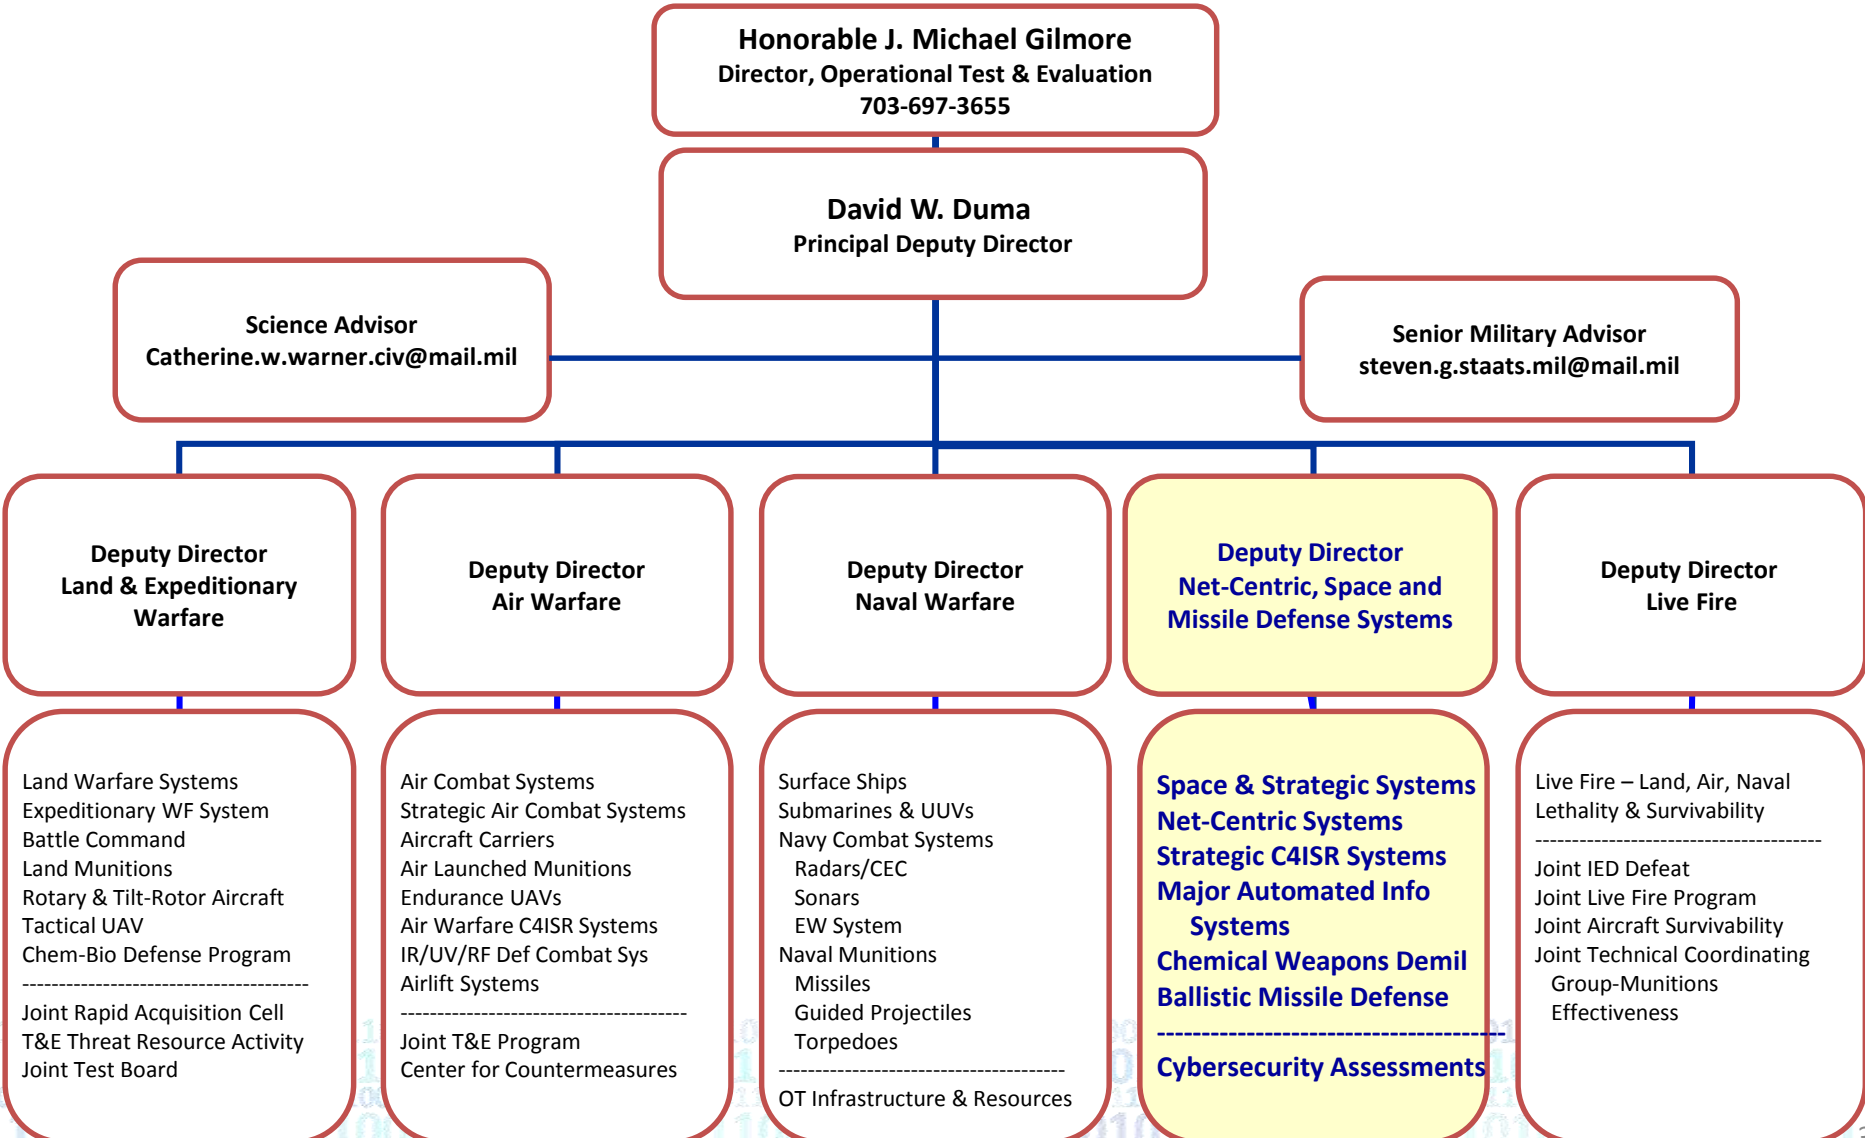 Honorable J. Michael Gilmore
Director, Operational Test & Evaluation
703-697-3655
David W. Duma
Principal Deputy Director
Science Advisor
Catherine.w.warner.civ@mail.mil
Senior Military Advisor
steven.g.staats.mil@mail.mil
Deputy Director
Land & Expeditionary
Warfare
Deputy Director
Air Warfare
Deputy Director
Naval Warfare
Deputy Director
Net-Centric, Space and
Missile Defense Systems
Deputy Director
Live Fire
Land Warfare Systems
Expeditionary WF System
Battle Command
Land Munitions
Rotary & Tilt-Rotor Aircraft
Tactical UAV
Chem-Bio Defense Program
---------------------------------------
Joint Rapid Acquisition Cell
T&E Threat Resource Activity
Joint Test Board
Air Combat Systems
Strategic Air Combat Systems
Aircraft Carriers
Air Launched Munitions
Endurance UAVs
Air Warfare C4ISR Systems
IR/UV/RF Def Combat Sys
Airlift Systems
---------------------------------------
Joint T&E Program
Center for Countermeasures
Surface Ships
Submarines & UUVs
Navy Combat Systems
Radars/CEC
Sonars
EW System
Naval Munitions
Missiles
Guided Projectiles
Torpedoes
---------------------------------------
OT Infrastructure & Resources
Space & Strategic Systems
Net-Centric Systems
Strategic C4ISR Systems
Major Automated Info
Systems
Chemical Weapons Demil
Ballistic Missile Defense
---------------------------------------
Cybersecurity Assessments
Live Fire – Land, Air, Naval
Lethality & Survivability
---------------------------------------
Joint IED Defeat
Joint Live Fire Program
Joint Aircraft Survivability
Joint Technical Coordinating
Group-Munitions
Effectiveness